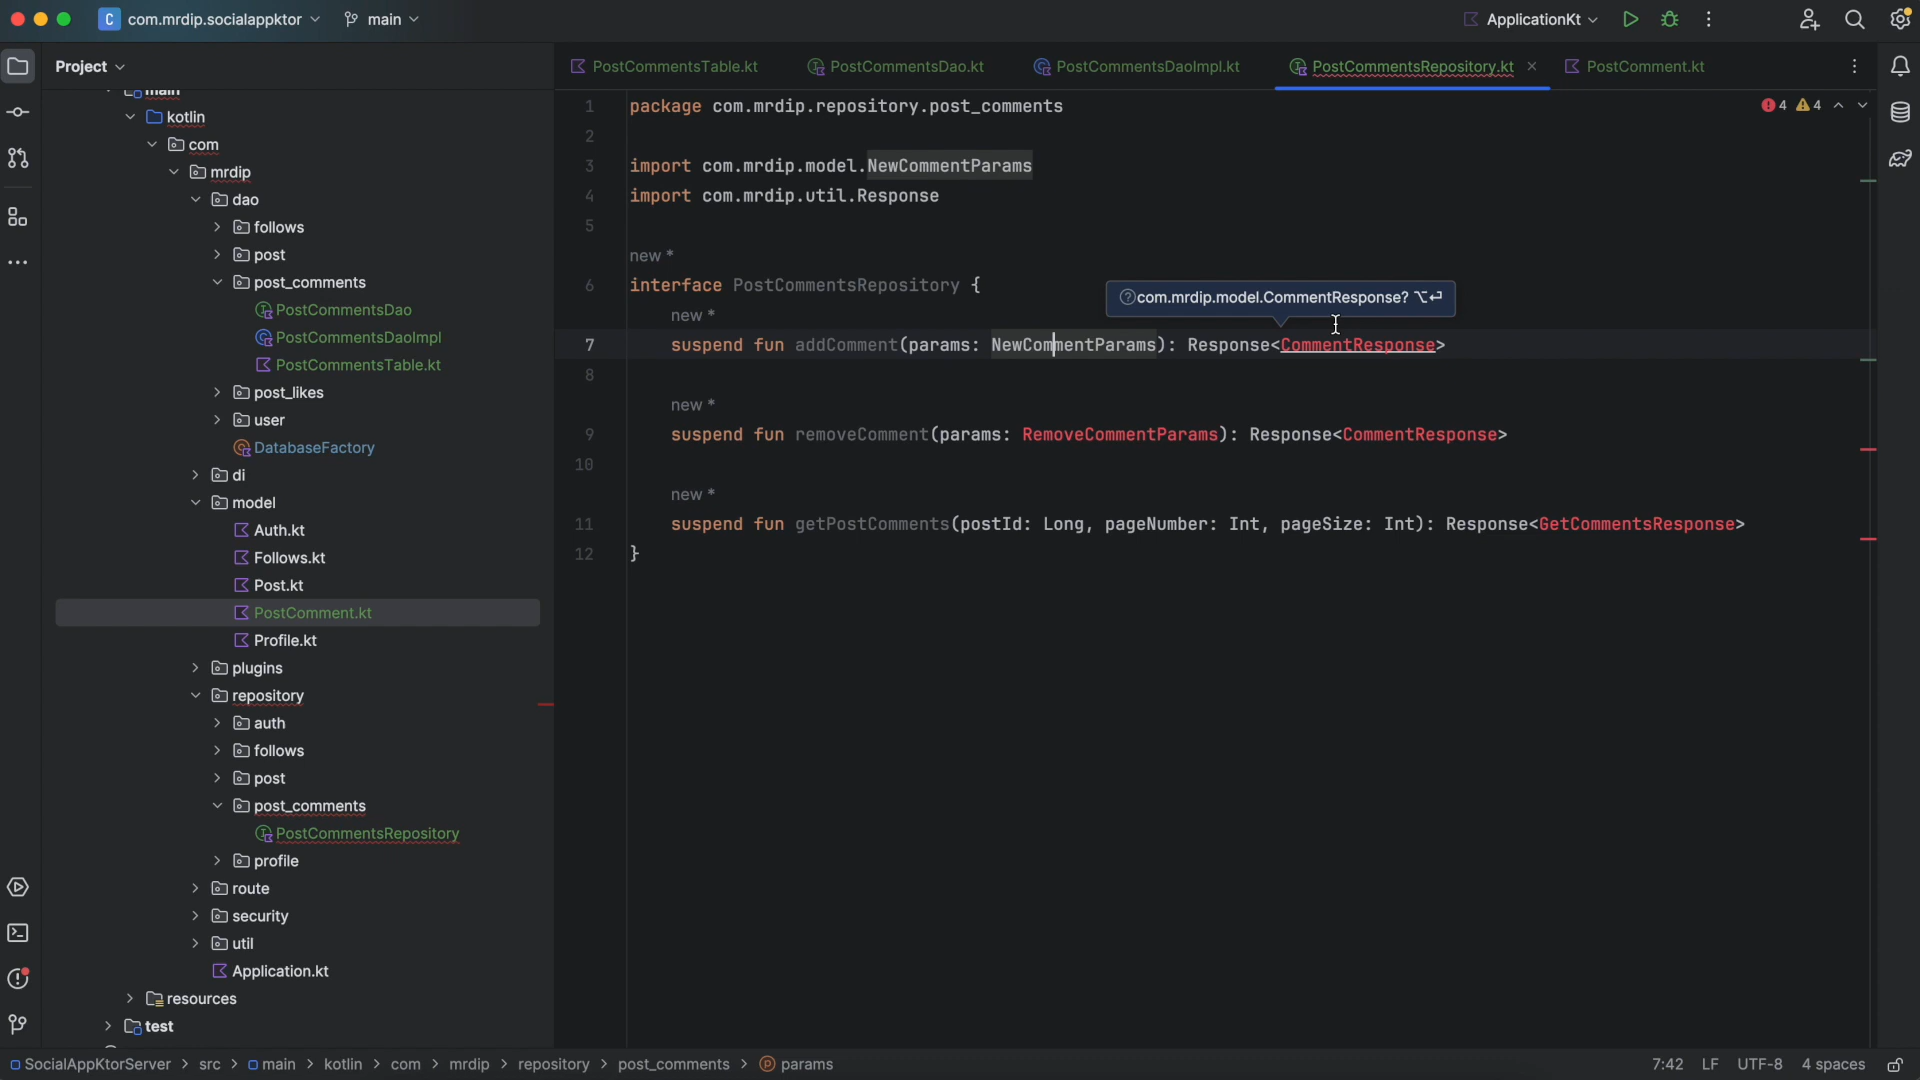 C com.mrdip.socialappktor main ApplicationKt
Project
main
kotlin
com
mrdip
dao
follows
post
post_comments
PostCommentsDao
PostCommentsDaoImpl
PostCommentsTable.kt
post_likes
user
DatabaseFactory
di
model
Auth.kt
Follows.kt
Post.kt
PostComment.kt
Profile.kt
plugins
repository
auth
follows
post
post_comments
PostCommentsRepository
profile
route
security
util
Application.kt
resources
test
PostCommentsTable.kt PostCommentsDao.kt PostCommentsDaoImpl.kt PostCommentsRepository.kt PostComment.kt
4 4
1 package com.mrdip.repository.post_comments
2
3 import com.mrdip.model.NewCommentParams
4 import com.mrdip.util.Response
5
new *
6 interface PostCommentsRepository {
com.mrdip.model.CommentResponse? ⌥⏎
new *
7 suspend fun addComment(params: NewCommentParams): Response<CommentResponse>
8
new *
9 suspend fun removeComment(params: RemoveCommentParams): Response<CommentResponse>
10
new *
11 suspend fun getPostComments(postId: Long, pageNumber: Int, pageSize: Int): Response<GetCommentsResponse>
12 }
SocialAppKtorServer > src > main > kotlin > com > mrdip > repository > post_comments > params 7:42 LF UTF-8 4 spaces